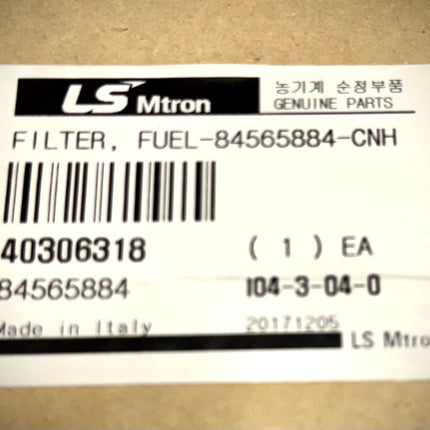 LS Mtron
농기계 순정부품
GENUINE PARTS
FILTER, FUEL-84565884-CNH
40306318 ( 1 ) EA
84565884 I04-3-04-0
Made in Italy 20171205
LS Mtro